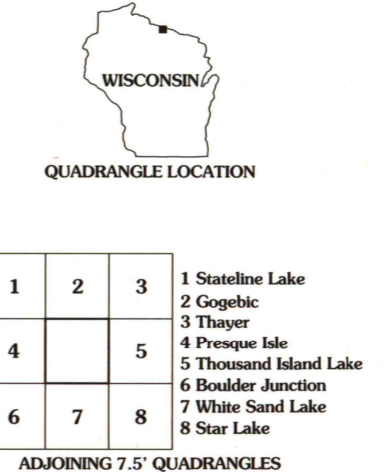 WISCONSIN
QUADRANGLE LOCATION
1 2 3
4 5
6 7 8
1 Stateline Lake
2 Gogebic
3 Thayer
4 Presque Isle
5 Thousand Island Lake
6 Boulder Junction
7 White Sand Lake
8 Star Lake
ADJOINING 7.5' QUADRANGLES